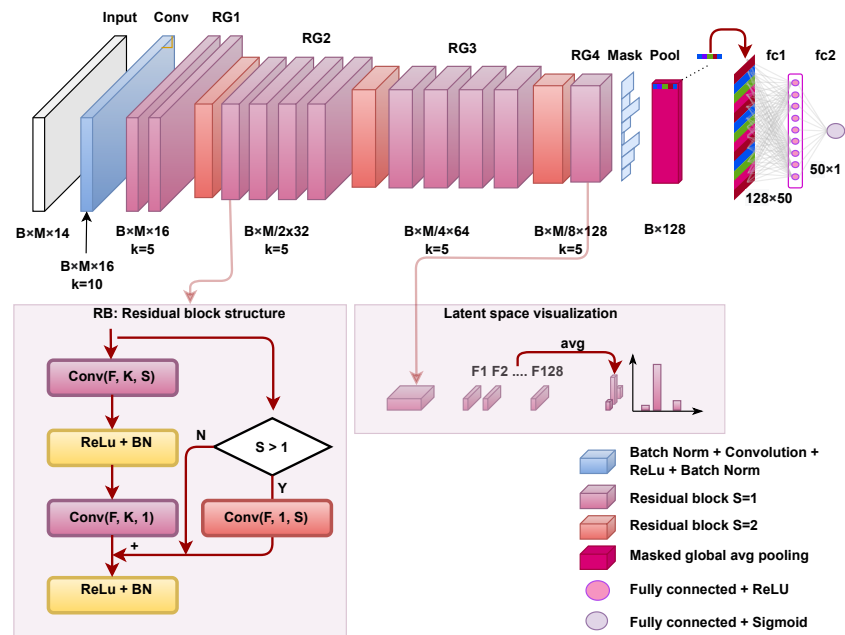 Input
Conv
RG1
RG2
RG3
RG4
Mask
Pool
fc1
fc2
B×M×14
B×M×16
k=10
B×M×16
k=5
B×M/2x32
k=5
B×M/4×64
k=5
B×M/8×128
k=5
B×128
128×50
50×1
RB: Residual block structure
Conv(F, K, S)
ReLu + BN
Conv(F, K, 1)
ReLu + BN
N
S > 1
Y
Conv(F, 1, S)
+
Latent space visualization
avg
F1 F2 .... F128
Batch Norm + Convolution +
ReLu + Batch Norm
Residual block S=1
Residual block S=2
Masked global avg pooling
Fully connected + ReLU
Fully connected + Sigmoid